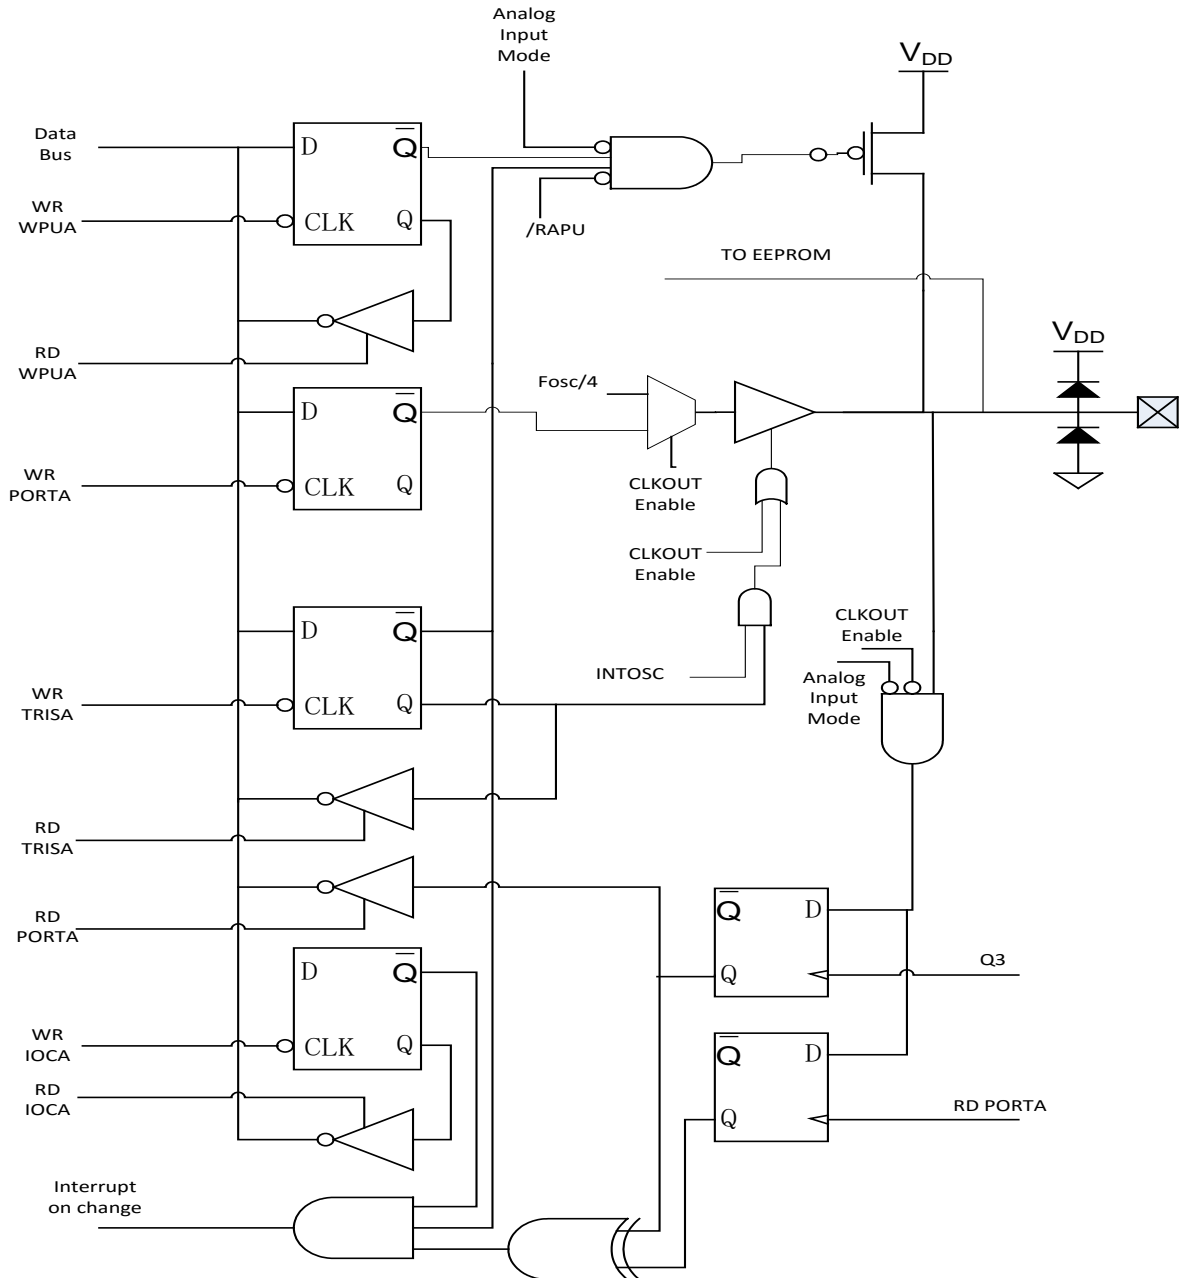 Analog
Input
Mode
VDD
Data
Bus
D
Q
WR
WPUA
CLK
Q
/RAPU
TO EEPROM
RD
WPUA
VDD
Fosc/4
D
Q
WR
PORTA
CLK
Q
CLKOUT
Enable
CLKOUT
Enable
D
Q
CLKOUT
Enable
INTOSC
Analog
Input
Mode
WR
TRISA
CLK
Q
RD
TRISA
RD
PORTA
Q
D
Q
Q3
D
Q
WR
IOCA
CLK
Q
RD
IOCA
Q
D
Q
RD PORTA
Interrupt
on change